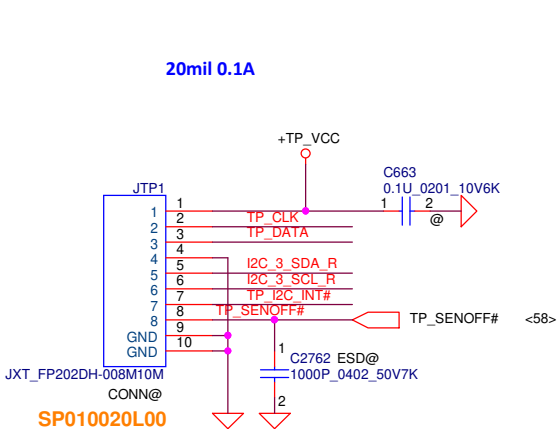 20mil 0.1A
+TP_VCC
C663
0.1U_0201_10V6K
JTP1
1 2
@
1 1
2 2 TP_CLK
3 3 TP_DATA
4 4
5 5 I2C_3_SDA_R
6 6 I2C_3_SCL_R
7 7 TP_I2C_INT#
8 8 TP_SENOFF#
TP_SENOFF# <58>
GND 9
GND 10
1
C2762 ESD@
1000P_0402_50V7K
2
JXT_FP202DH-008M10M
CONN@
SP010020L00